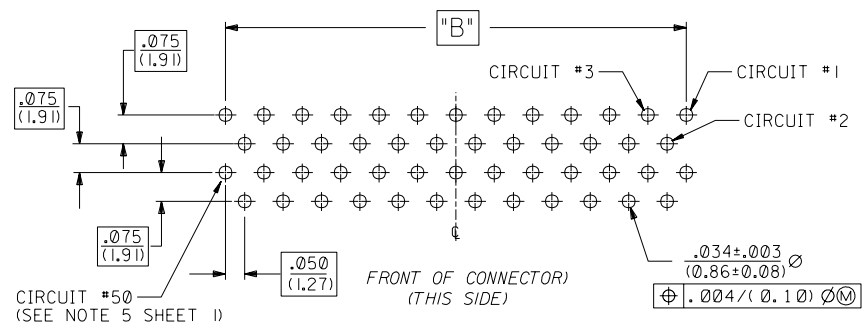 "B"
.075
(1.91)
CIRCUIT #3
CIRCUIT #1
.075
(1.91)
CIRCUIT #2
.075
(1.91)
.050
(1.27)
FRONT OF CONNECTOR)
(THIS SIDE)
.034±.003
(0.86±0.08) Ø
CIRCUIT #50
(SEE NOTE 5 SHEET 1)
⌖ .004/(0.10) Ø Ⓜ